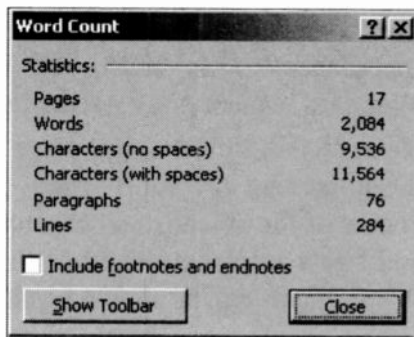 Word Count ? X
Statistics:
Pages 17
Words 2,084
Characters (no spaces) 9,536
Characters (with spaces) 11,564
Paragraphs 76
Lines 284
Include footnotes and endnotes
Show Toolbar Close